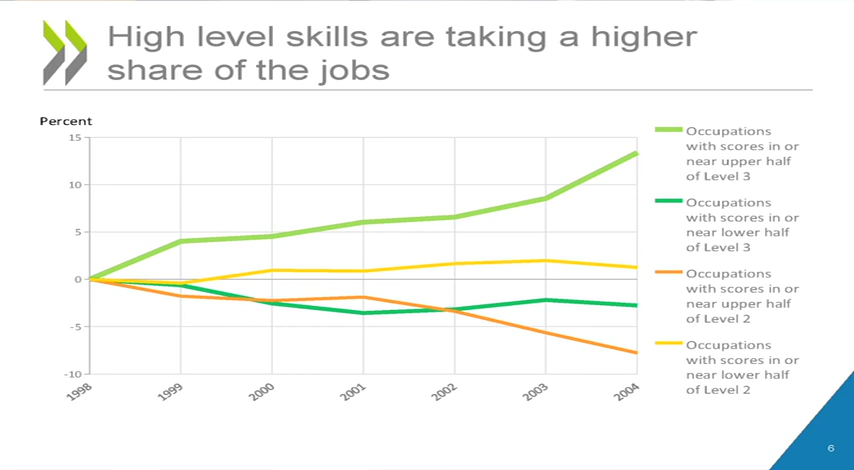 High level skills are taking a higher
share of the jobs
Percent
15
10
5
0
-5
-10
1998
1999
2000
2001
2002
2003
2004
Occupations
with scores in or
near upper half
of Level 3
Occupations
with scores in or
near lower half
of Level 3
Occupations
with scores in or
near upper half
of Level 2
Occupations
with scores in or
near lower half
of Level 2
6